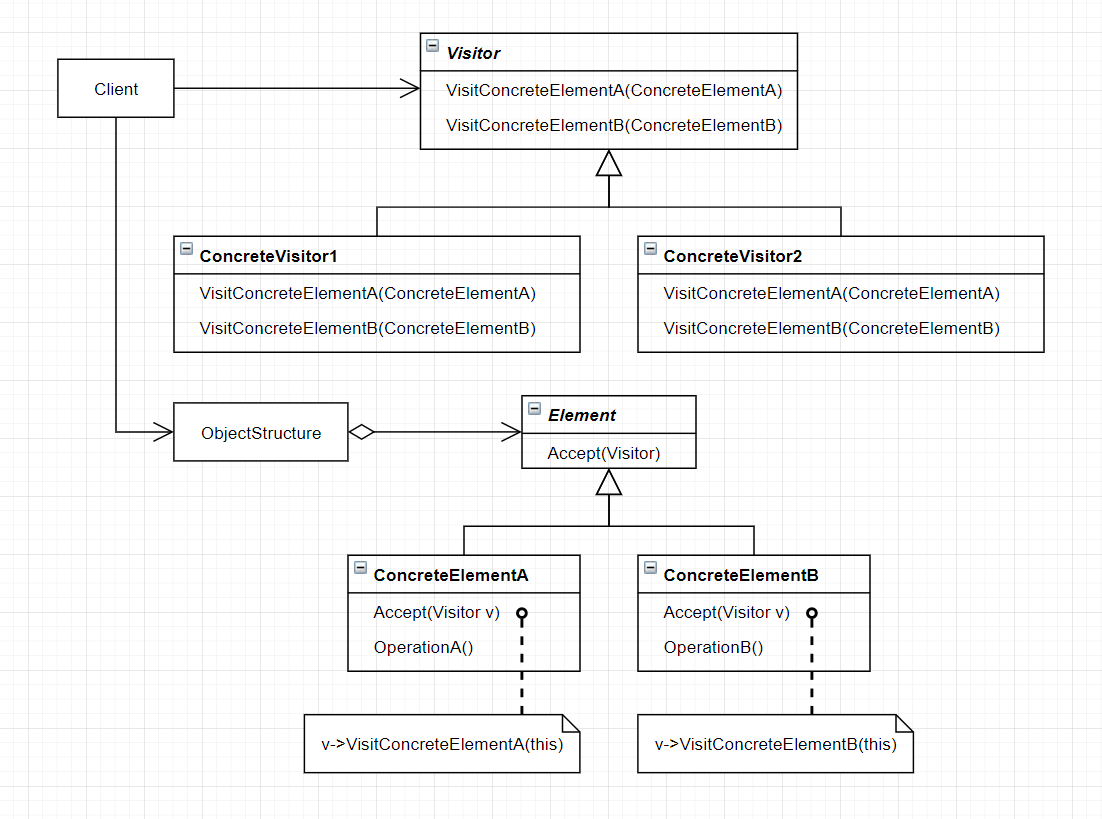 Visitor
Client
VisitConcreteElementA(ConcreteElementA)
VisitConcreteElementB(ConcreteElementB)
ConcreteVisitor1
VisitConcreteElementA(ConcreteElementA)
VisitConcreteElementB(ConcreteElementB)
ConcreteVisitor2
VisitConcreteElementA(ConcreteElementA)
VisitConcreteElementB(ConcreteElementB)
ObjectStructure
Element
Accept(Visitor)
ConcreteElementA
Accept(Visitor v)
OperationA()
ConcreteElementB
Accept(Visitor v)
OperationB()
v->VisitConcreteElementA(this)
v->VisitConcreteElementB(this)